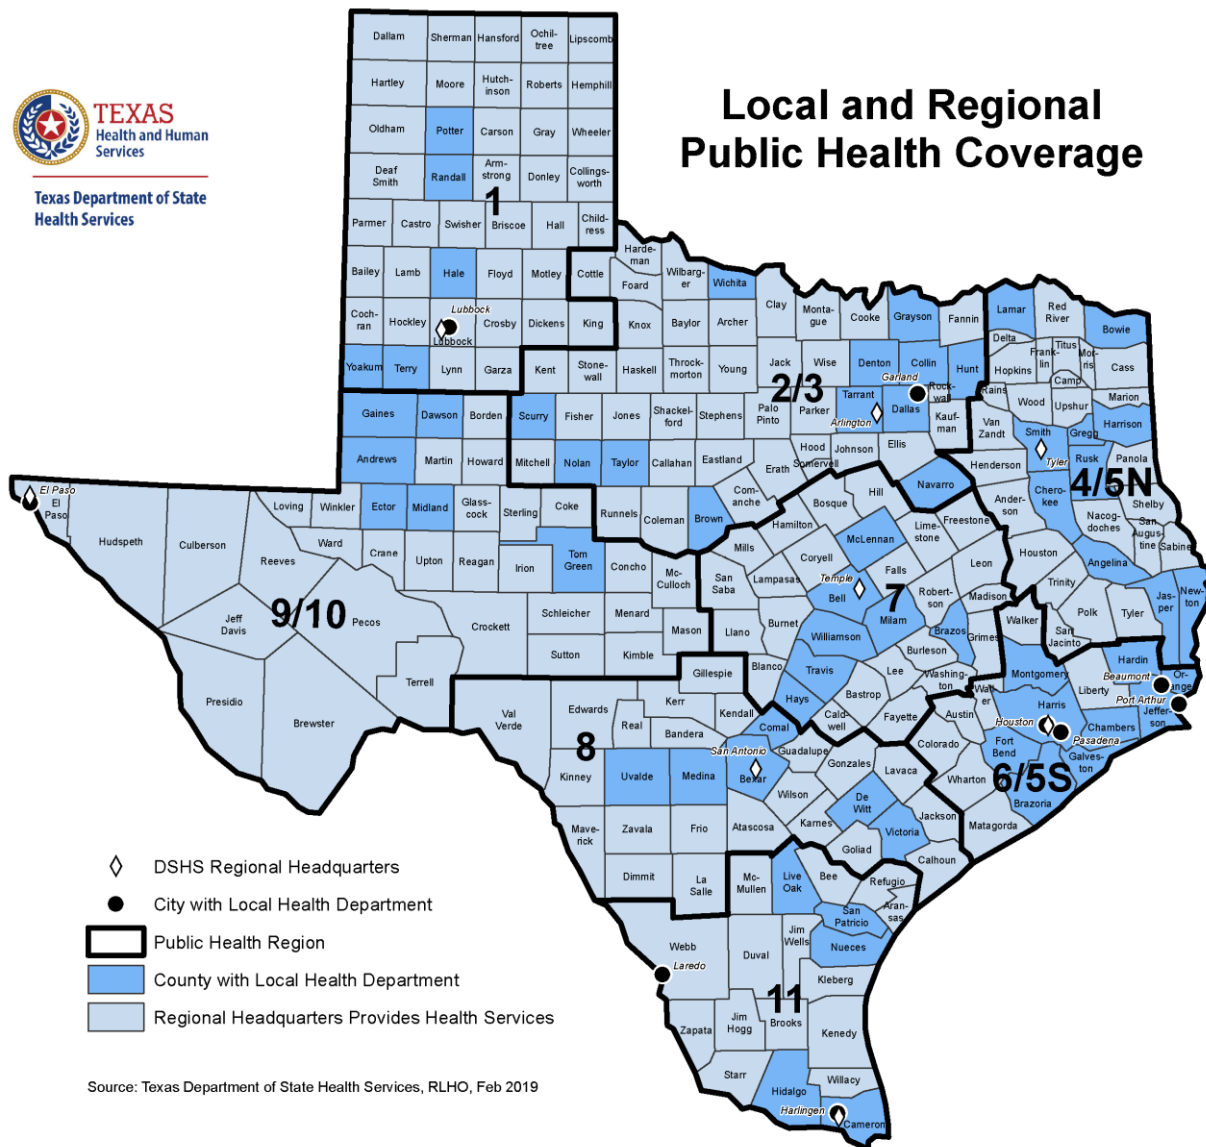 TEXAS
Health and Human
Services
Texas Department of State
Health Services
Local and Regional
Public Health Coverage
Dallam
Sherman
Hansford
Ochil-
tree
Lipscomb
Hartley
Moore
Hutch-
inson
Roberts
Hemphill
Oldham
Potter
Carson
Gray
Wheeler
Deaf
Smith
Randall
Arm-
strong
Donley
Collings-
worth
1
Parmer
Castro
Swisher
Briscoe
Hall
Child-
ress
Bailey
Lamb
Hale
Floyd
Motley
Cottle
Harde-
man
Foard
Wilbarg-
er
Wichita
Clay
Monta-
gue
Cooke
Grayson
Fannin
Lamar
Red
River
Bowie
Coch-
ran
Hockley
Lubbock
Lubbock
Crosby
Dickens
King
Knox
Baylor
Archer
Yoakum
Terry
Lynn
Garza
Kent
Stone-
wall
Haskell
Throck-
morton
Young
Jack
Wise
Denton
Collin
Hunt
Garland
Rock-
wall
2/3
Delta
Hopkins
Frank-
lin
Titus
Mor-
ris
Cass
Camp
Rains
Wood
Upshur
Marion
Gaines
Dawson
Borden
Scurry
Fisher
Jones
Shackel-
ford
Stephens
Palo
Pinto
Parker
Tarrant
Arlington
Dallas
Kauf-
man
Van
Zandt
Smith
Tyler
Gregg
Harrison
Andrews
Martin
Howard
Mitchell
Nolan
Taylor
Callahan
Eastland
Erath
Hood
Somervell
Johnson
Ellis
Henderson
Rusk
Panola
4/5N
El Paso
El
Paso
Hudspeth
Culberson
Loving
Winkler
Ector
Midland
Glass-
cock
Sterling
Coke
Runnels
Coleman
Brown
Com-
anche
Bosque
Hill
Navarro
Ander-
son
Chero-
kee
Nacog-
doches
Shelby
San
Augus-
tine
Sabine
Reeves
Ward
Crane
Upton
Reagan
Irion
Tom
Green
Concho
Mc-
Culloch
Mills
Hamilton
Coryell
McLennan
Lime-
stone
Freestone
Houston
Angelina
San
Saba
Lampasas
Temple
Bell
Falls
7
Leon
Robert-
son
Madison
Trinity
Polk
Tyler
Jas-
per
New-
ton
9/10
Jeff
Davis
Pecos
Crockett
Schleicher
Menard
Mason
Sutton
Kimble
Llano
Burnet
Williamson
Milam
Brazos
Grimes
Walker
San
Jacinto
Burleson
Presidio
Brewster
Terrell
Gillespie
Blanco
Travis
Hays
Lee
Bastrop
Washing-
ton
Wall-
er
Montgomery
Liberty
Hardin
Beaumont
Or-
ange
Port Arthur
Jeffer-
son
Val
Verde
Edwards
Kerr
Real
Bandera
Kendall
Comal
Cald-
well
Fayette
Austin
Harris
Houston
Pasadena
Chambers
8
San Antonio
Bexar
Guadalupe
Gonzales
Lavaca
Colorado
Fort
Bend
Galves-
ton
6/5S
Kinney
Uvalde
Medina
Wilson
De
Witt
Wharton
Brazoria
Mave-
rick
Zavala
Frio
Atascosa
Karnes
Victoria
Jackson
Matagorda
Goliad
Calhoun
Dimmit
La
Salle
Mc-
Mullen
Live
Oak
Bee
Refugio
Aran-
sas
San
Patricio
Webb
Laredo
Duval
Jim
Wells
Nueces
Kleberg
11
Zapata
Jim
Hogg
Brooks
Kenedy
Starr
Hidalgo
Willacy
Harlingen
Cameron
DSHS Regional Headquarters
City with Local Health Department
Public Health Region
County with Local Health Department
Regional Headquarters Provides Health Services
Source: Texas Department of State Health Services, RLHO, Feb 2019